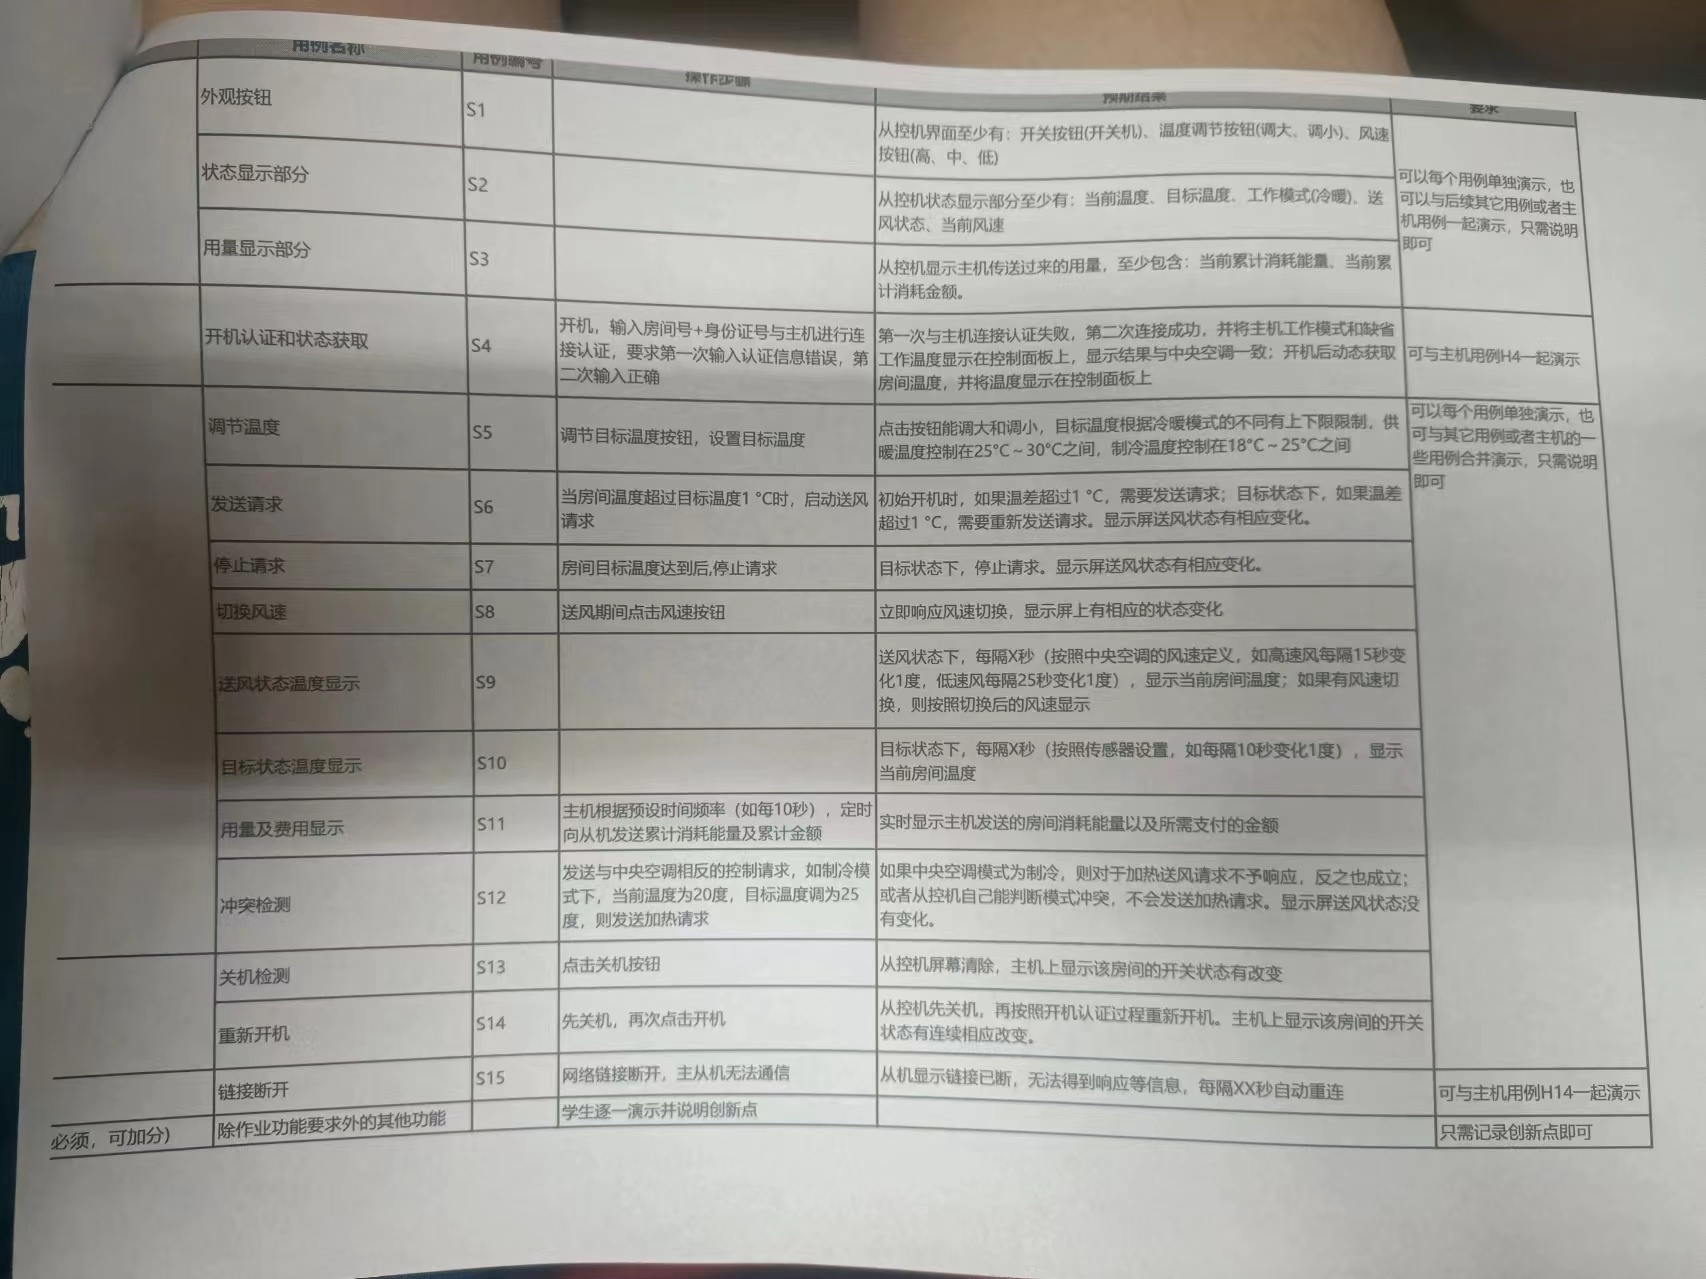 用例名称
用例编号
操作步骤
预期结果
要求
外观按钮
S1
从控机界面至少有：开关按钮(开关机)、温度调节按钮(调大、调小)、风速
按钮(高、中、低)
可以每个用例单独演示，也
可以与后续其它用例或者主
机用例一起演示，只需说明
即可
状态显示部分
S2
从控机状态显示部分至少有：当前温度、目标温度、工作模式(冷暖)、送
风状态、当前风速
用量显示部分
S3
从控机显示主机传送过来的用量，至少包含：当前累计消耗能量、当前累
计消耗金额。
开机认证和状态获取
S4
开机，输入房间号+身份证号与主机进行连
接认证，要求第一次输入认证信息错误，第
二次输入正确
第一次与主机连接认证失败，第二次连接成功，并将主机工作模式和缺省
工作温度显示在控制面板上，显示结果与中央空调一致；开机后动态获取
房间温度，并将温度显示在控制面板上
可与主机用例H4一起演示
调节温度
S5
调节目标温度按钮，设置目标温度
点击按钮能调大和调小，目标温度根据冷暖模式的不同有上下限限制，供
暖温度控制在25°C～30°C之间，制冷温度控制在18°C～25°C之间
可以每个用例单独演示，也
可与其它用例或者主机的一
些用例合并演示，只需说明
即可
发送请求
S6
当房间温度超过目标温度1 °C时，启动送风
请求
初始开机时，如果温差超过1 °C，需要发送请求；目标状态下，如果温差
超过1 °C，需要重新发送请求。显示屏送风状态有相应变化。
停止请求
S7
房间目标温度达到后,停止请求
目标状态下，停止请求。显示屏送风状态有相应变化。
切换风速
S8
送风期间点击风速按钮
立即响应风速切换，显示屏上有相应的状态变化
送风状态温度显示
S9
送风状态下，每隔X秒（按照中央空调的风速定义，如高速风每隔15秒变
化1度，低速风每隔25秒变化1度），显示当前房间温度；如果有风速切
换，则按照切换后的风速显示
目标状态温度显示
S10
目标状态下，每隔X秒（按照传感器设置，如每隔10秒变化1度），显示
当前房间温度
用量及费用显示
S11
主机根据预设时间频率（如每10秒），定时
向从机发送累计消耗能量及累计金额
实时显示主机发送的房间消耗能量以及所需支付的金额
冲突检测
S12
发送与中央空调相反的控制请求，如制冷模
式下，当前温度为20度，目标温度调为25
度，则发送加热请求
如果中央空调模式为制冷，则对于加热送风请求不予响应，反之也成立；
或者从控机自己能判断模式冲突，不会发送加热请求。显示屏送风状态没
有变化。
关机检测
S13
点击关机按钮
从控机屏幕清除，主机上显示该房间的开关状态有改变
重新开机
S14
先关机，再次点击开机
从控机先关机，再按照开机认证过程重新开机。主机上显示该房间的开关
状态有连续相应改变。
链接断开
S15
网络链接断开，主从机无法通信
从机显示链接已断，无法得到响应等信息，每隔XX秒自动重连
可与主机用例H14一起演示
必须，可加分)
除作业功能要求外的其他功能
学生逐一演示并说明创新点
只需记录创新点即可